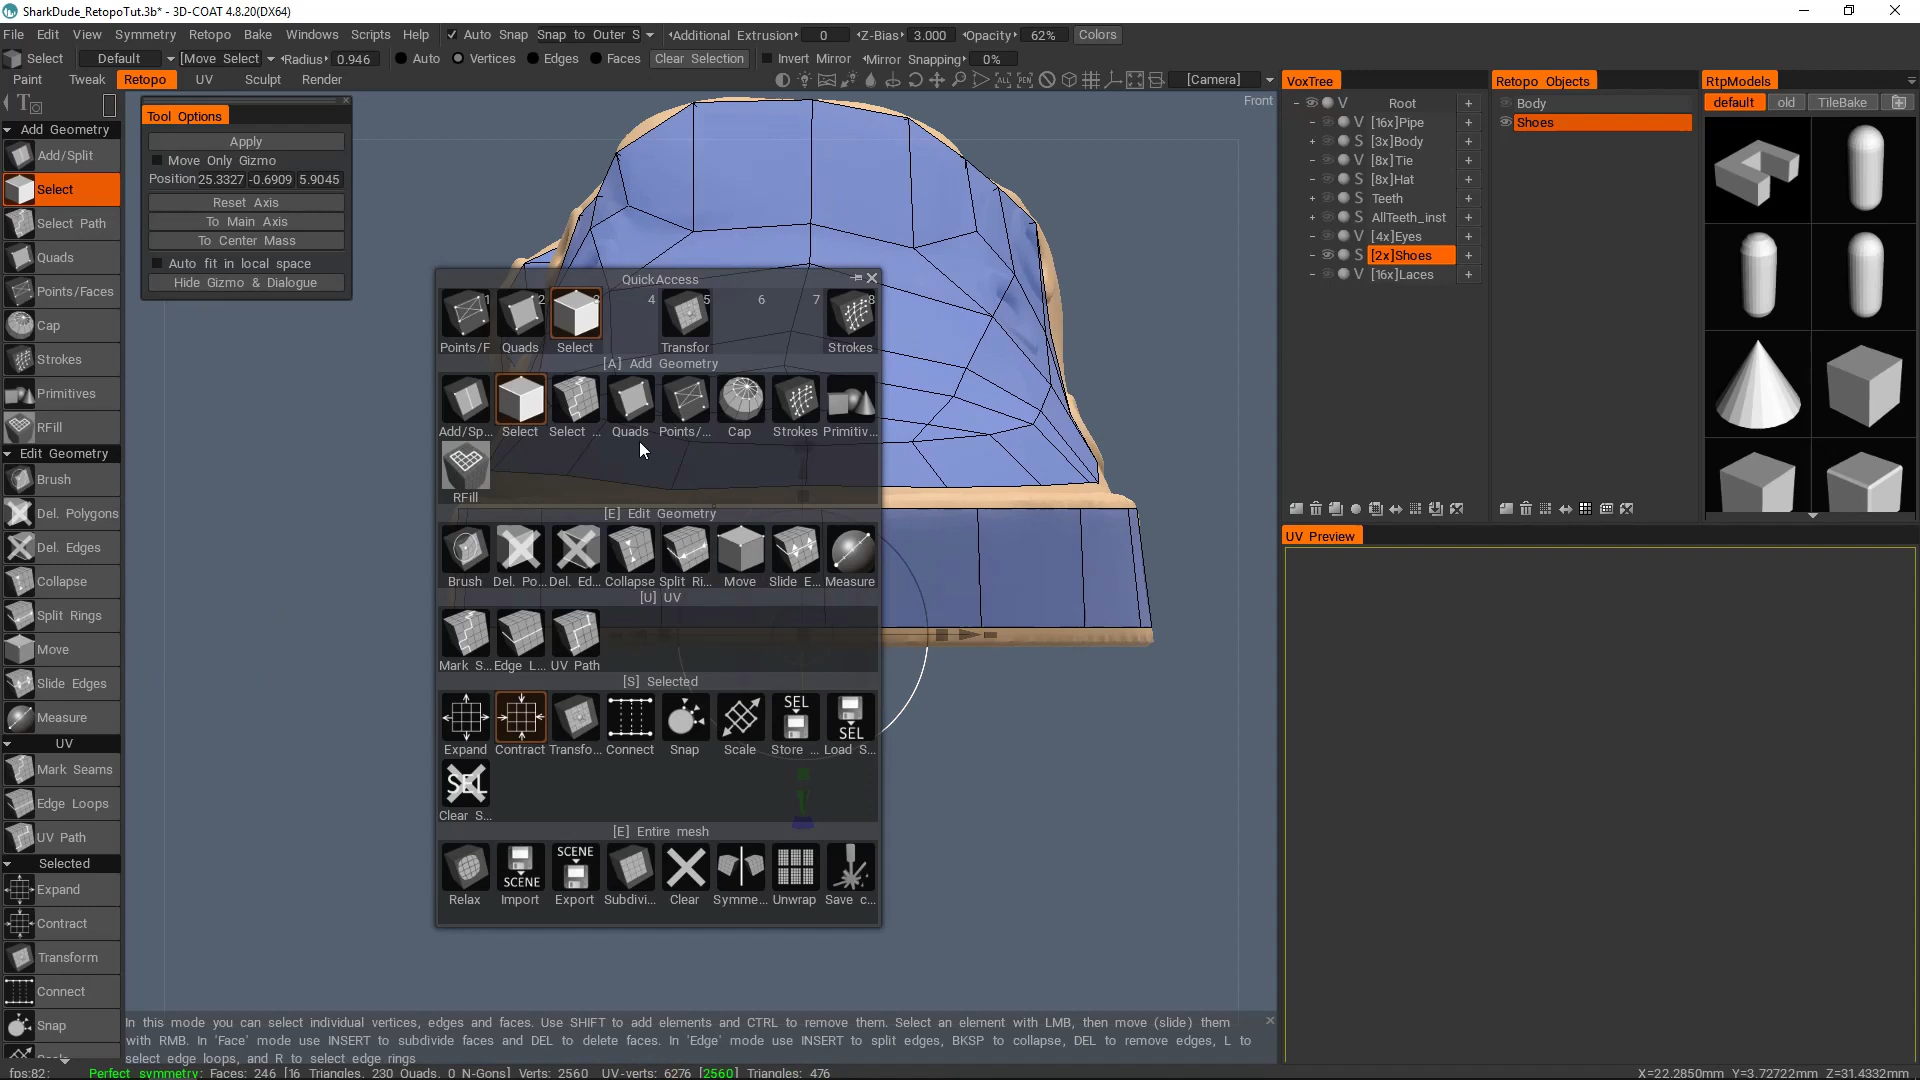 SharkDude_RetopoTut.3b* - 3D-COAT 4.8.20(DX64)
File Edit View Symmetry Retopo Bake Windows Scripts Help Auto Snap Snap to Outer S Additional Extrusion 0 Z-Bias 3.000 Opacity 62% Colors
Select Default [Move Select Radius 0.946 Auto Vertices Edges Faces Clear Selection Invert Mirror Mirror Snapping 0%
Paint Tweak Retopo UV Sculpt Render [Camera]
VoxTree
Root
[16x]Pipe
[3x]Body
[8x]Tie
[8x]Hat
Teeth
AllTeeth_inst
[4x]Eyes
[2x]Shoes
[16x]Laces
Retopo Objects
Body
Shoes
RtpModels
default old TileBake
UV Preview
Front
Add Geometry
Add/Split
Select
Select Path
Quads
Points/Faces
Cap
Strokes
Primitives
RFill
Edit Geometry
Brush
Del. Polygons
Del. Edges
Collapse
Split Rings
Move
Slide Edges
Measure
UV
Mark Seams
Edge Loops
UV Path
Selected
Expand
Contract
Transform
Connect
Snap
Tool Options
Apply
Move Only Gizmo
Position 25.3327 -0.6909 5.9045
Reset Axis
To Main Axis
To Center Mass
Auto fit in local space
Hide Gizmo & Dialogue
QuickAccess
1 2 3 4 5 6 7 8
Points/F Quads Select Transfor Strokes
[A] Add Geometry
Add/Sp... Select Select ... Quads Points/... Cap Strokes Primitiv...
RFill
[E] Edit Geometry
Brush Del. Po... Del. Ed... Collapse Split Ri... Move Slide E... Measure
[U] UV
Mark S... Edge L... UV Path
[S] Selected
SEL SEL
Expand Contract Transfo... Connect Snap Scale Store ... Load S...
SEL
Clear S...
[E] Entire mesh
SCENE SCENE
Relax Import Export Subdivi... Clear Symme... Unwrap Save c...
In this mode you can select individual vertices, edges and faces. Use SHIFT to add elements and CTRL to remove them. Select an element with LMB, then move (slide) them
with RMB. In 'Face' mode use INSERT to subdivide faces and DEL to delete faces. In 'Edge' mode use INSERT to split edges, BKSP to collapse, DEL to remove edges, L to
select edge loops, and R to select edge rings
fps:82: Perfect symmetry: Faces: 246 [16 Triangles, 230 Quads, 0 N-Gons] Verts: 2560 UV-verts: 6276 [2560] Triangles: 476 X=22.2850mm Y=3.72722mm Z=31.4332mm